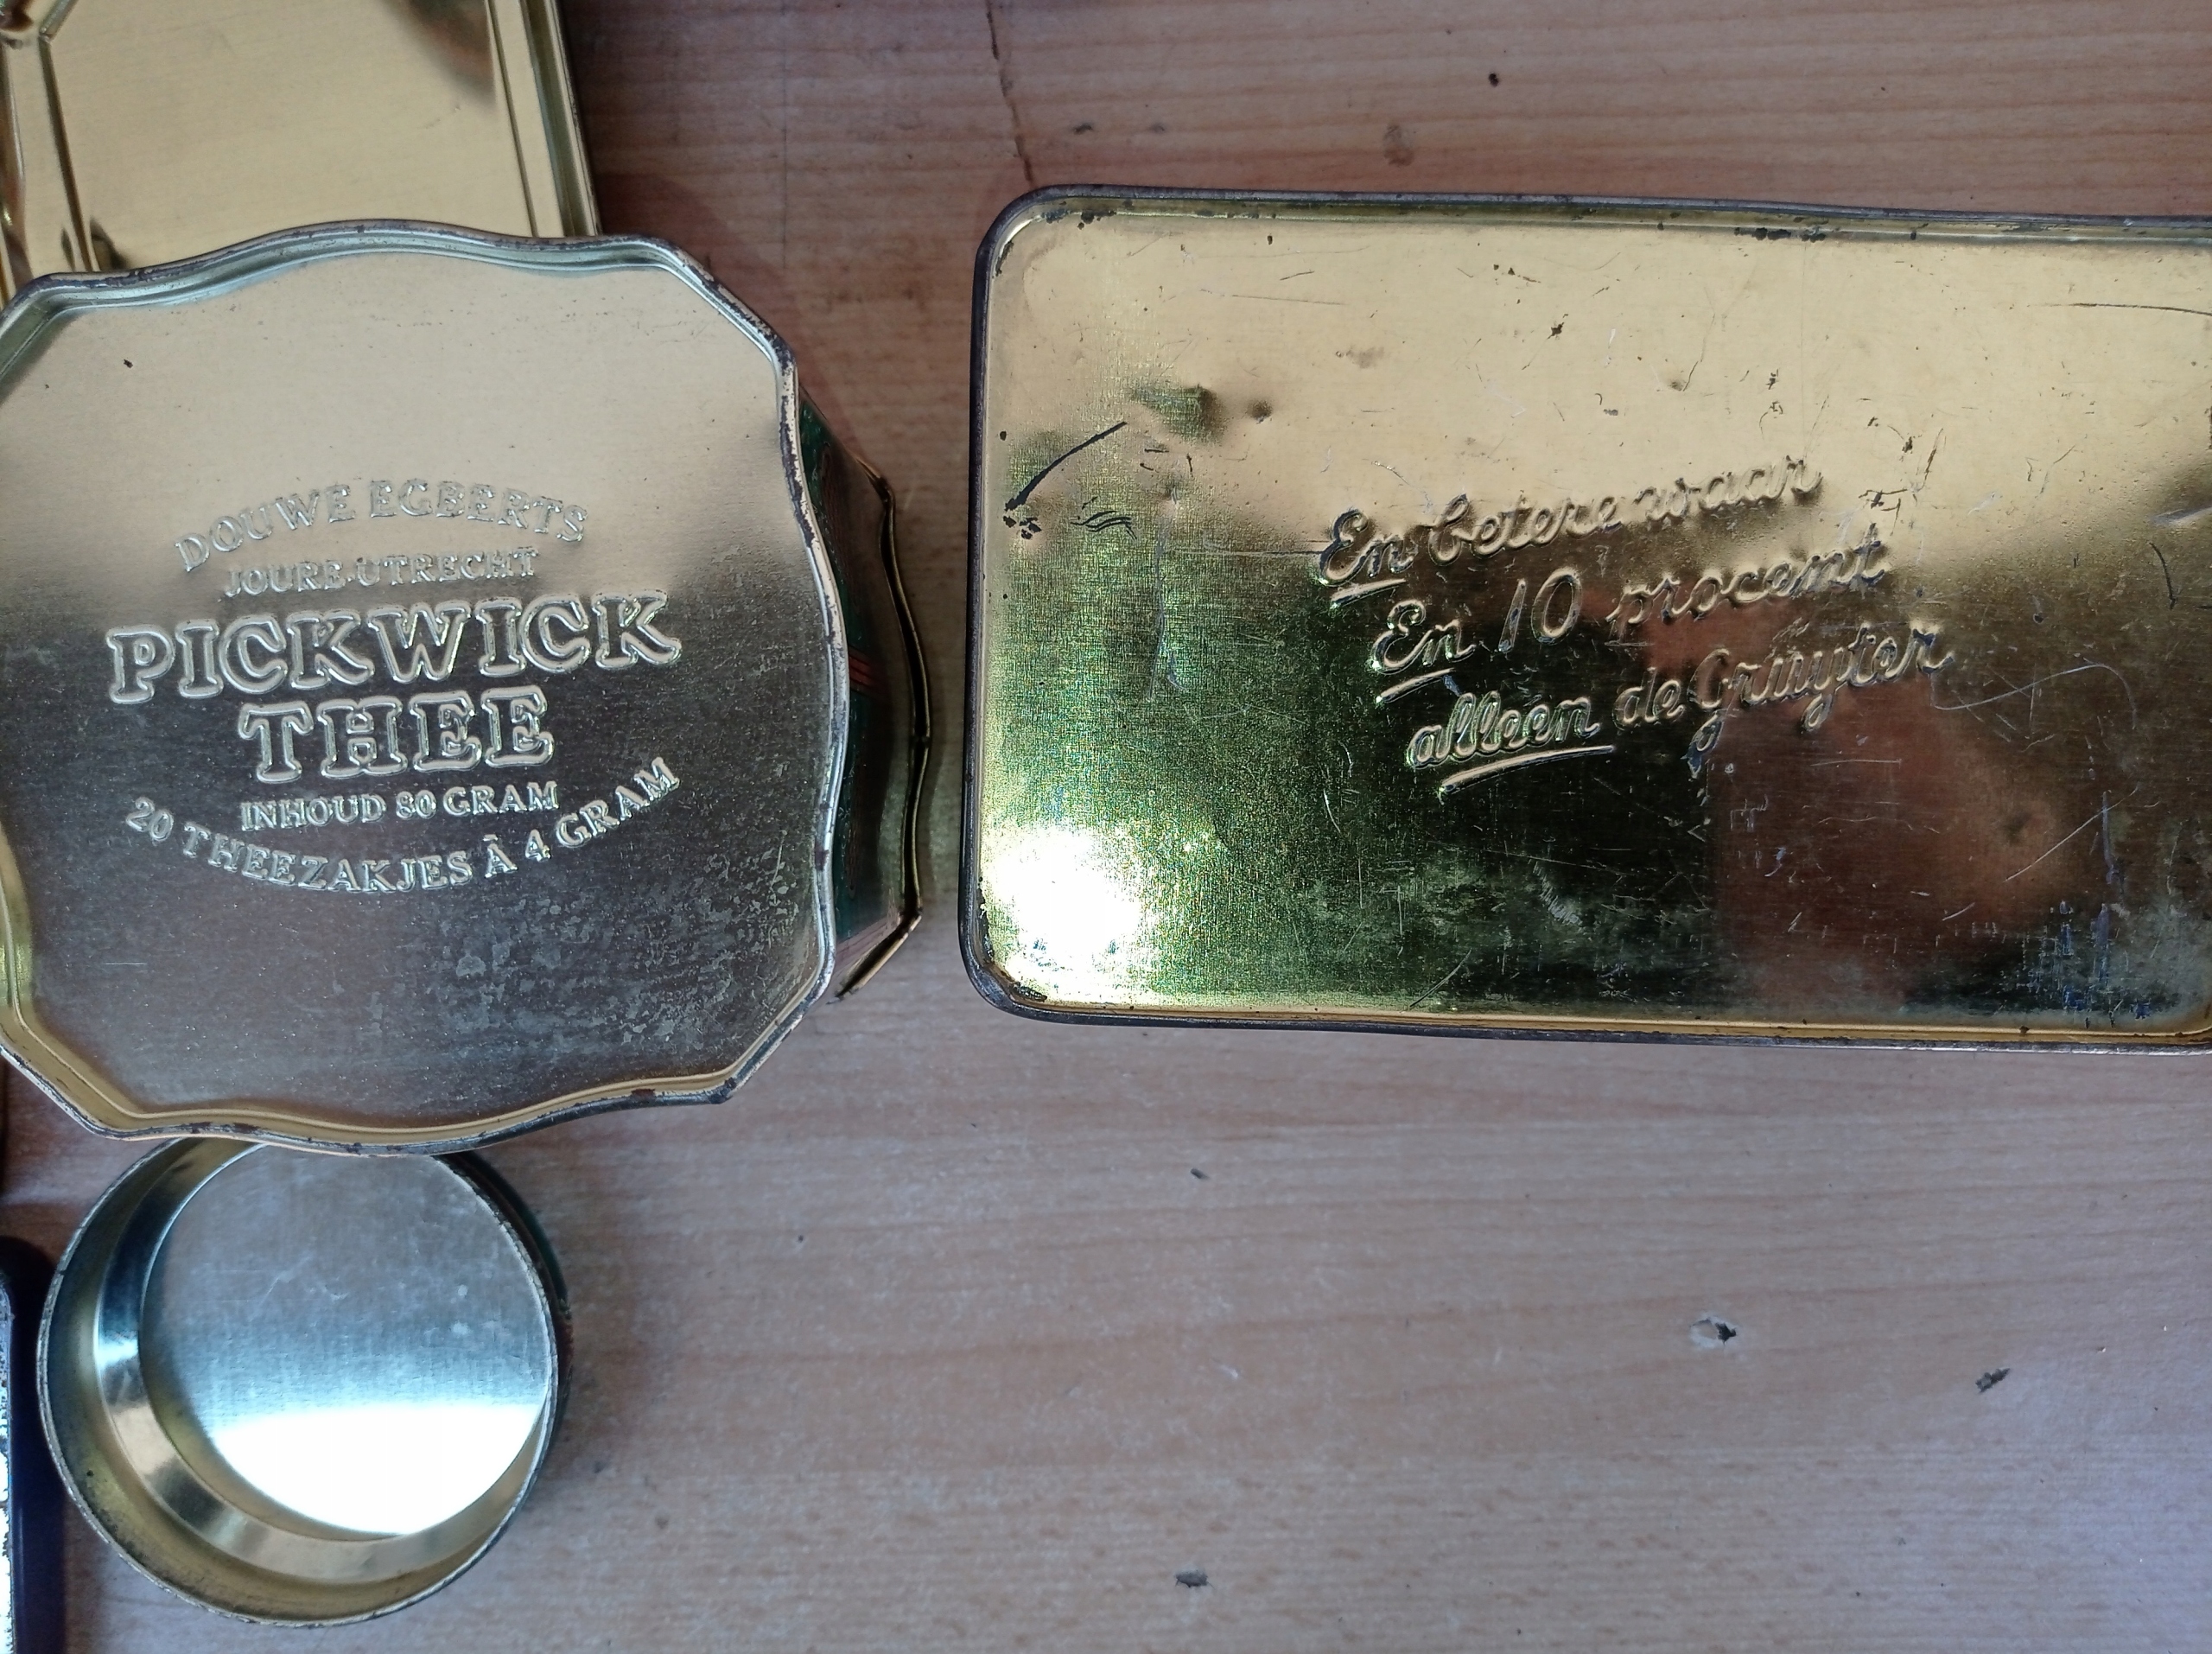 DOUWE EGBERTS
JOURE-UTRECHT
PICKWICK
THEE
INHOUD 80 GRAM
20 THEEZAKJES À 4 GRAM
En betere waar
En 10 procent
alleen de Gruyter